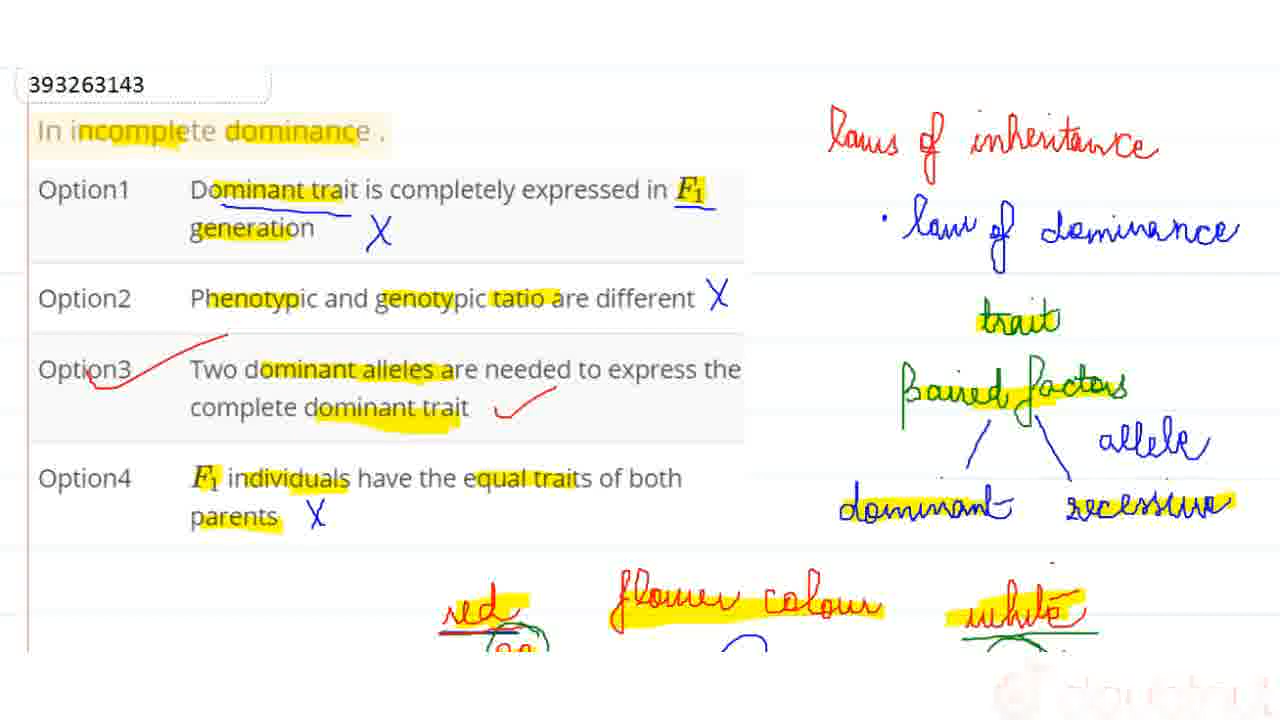 393263143
In incomplete dominance .
Option1 Dominant trait is completely expressed in F₁
generation X
Option2 Phenotypic and genotypic tatio are different X
Option3 Two dominant alleles are needed to express the
complete dominant trait
Option4 F₁ individuals have the equal traits of both
parents X
laws of inheritance
• law of dominance
trait
paired factors
allele
dominant recessive
red flower colour white
doubtnut